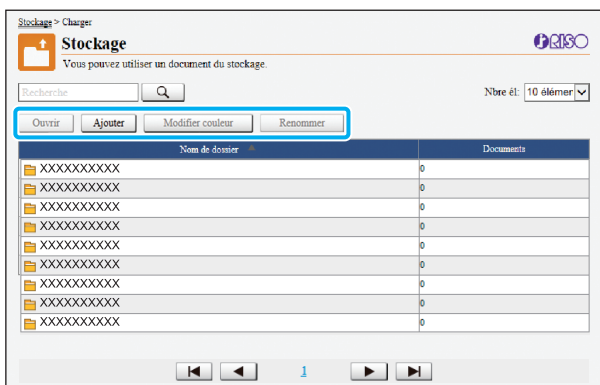 Stockage > Charger
Stockage
RISO
Vous pouvez utiliser un document du stockage.
Recherche
Nbre él: 10 élémer
Ouvrir Ajouter Modifier couleur Renommer
Nom de dossier Documents
XXXXXXXXXX 0
XXXXXXXXXX 0
XXXXXXXXXX 0
XXXXXXXXXX 0
XXXXXXXXXX 0
XXXXXXXXXX 0
XXXXXXXXXX 0
XXXXXXXXXX 0
XXXXXXXXXX 0
1